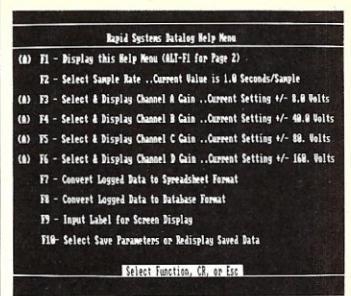 Rapid Systems Datalog Help Menu
(A) F1 - Display this Help Menu (ALT-F1 for Page 2)
F2 - Select Sample Rate ..Current Value is 1.0 Seconds/Sample
(A) F3 - Select & Display Channel A Gain ..Current Setting +/- 8.0 Volts
(A) F4 - Select & Display Channel B Gain ..Current Setting +/- 40.0 Volts
(A) F5 - Select & Display Channel C Gain ..Current Setting +/- 80. Volts
(A) F6 - Select & Display Channel D Gain ..Current Setting +/- 160. Volts
F7 - Convert Logged Data to Spreadsheet Format
F8 - Convert Logged Data to Database Format
F9 - Input Label for Screen Display
F10- Select Save Parameters or Redisplay Saved Data
Select Function, CR, or Esc